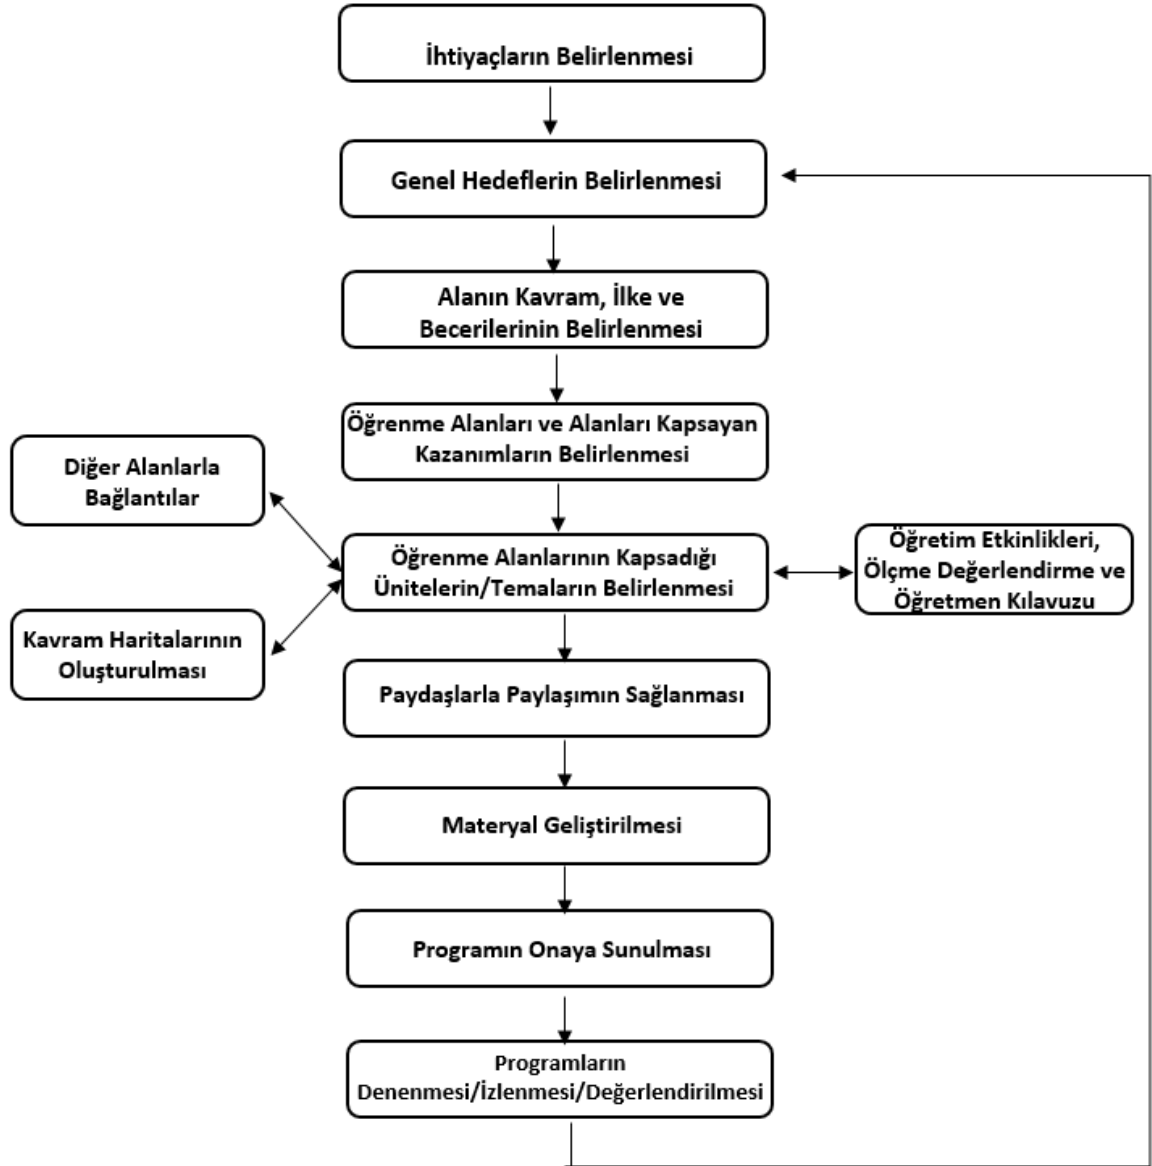 İhtiyaçların Belirlenmesi
Genel Hedeflerin Belirlenmesi
Alanın Kavram, İlke ve
Becerilerinin Belirlenmesi
Öğrenme Alanları ve Alanları Kapsayan
Kazanımların Belirlenmesi
Diğer Alanlarla
Bağlantılar
Öğrenme Alanlarının Kapsadığı
Ünitelerin/Temaların Belirlenmesi
Öğretim Etkinlikleri,
Ölçme Değerlendirme ve
Öğretmen Kılavuzu
Kavram Haritalarının
Oluşturulması
Paydaşlarla Paylaşımın Sağlanması
Materyal Geliştirilmesi
Programın Onaya Sunulması
Programların
Denenmesi/İzlenmesi/Değerlendirilmesi